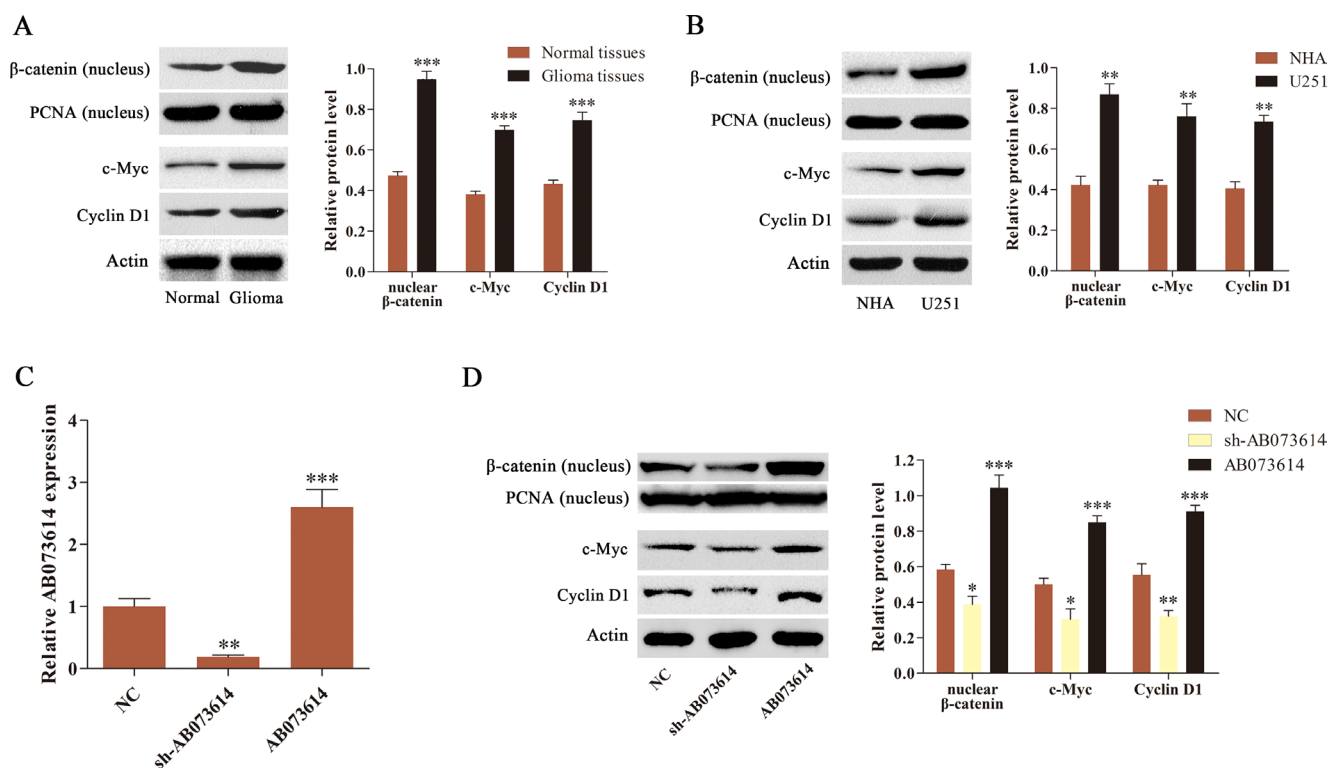 A
β-catenin (nucleus)
PCNA (nucleus)
c-Myc
Cyclin D1
Actin
Normal Glioma
Normal tissues
Glioma tissues
Relative protein level
1.0
0.8
0.6
0.4
0.2
0.0
***
***
***
nuclear
β-catenin
c-Myc
Cyclin D1
B
β-catenin (nucleus)
PCNA (nucleus)
c-Myc
Cyclin D1
Actin
NHA U251
NHA
U251
Relative protein level
1.0
0.8
0.6
0.4
0.2
0.0
**
**
**
nuclear
β-catenin
c-Myc
Cyclin D1
C
Relative AB073614 expression
4
3
2
1
0
**
***
NC
sh-AB073614
AB073614
D
β-catenin (nucleus)
PCNA (nucleus)
c-Myc
Cyclin D1
Actin
NC
sh-AB073614
AB073614
NC
sh-AB073614
AB073614
Relative protein level
1.2
1.0
0.8
0.6
0.4
0.2
0.0
*
***
*
***
**
***
nuclear
β-catenin
c-Myc
Cyclin D1